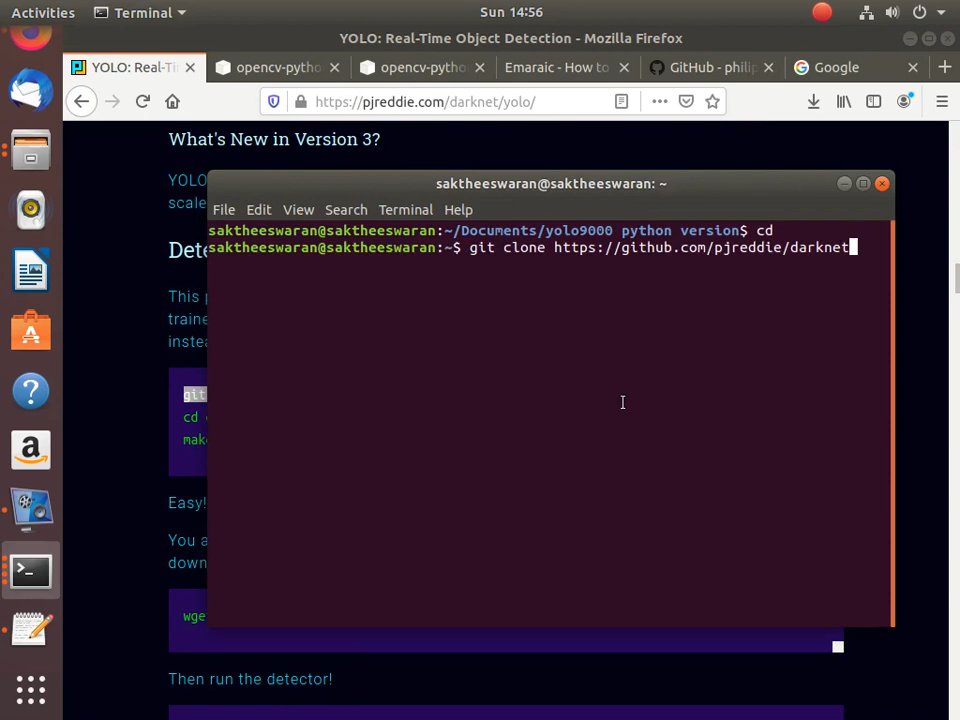 Activities Terminal Sun 14:56
YOLO: Real-Time Object Detection - Mozilla Firefox
YOLO: Real-Ti opencv-pytho opencv-pytho Emaraic - How to GitHub - philip Google
https://pjreddie.com/darknet/yolo/
What's New in Version 3?
YOLO
scale
saktheeswaran@saktheeswaran: ~
File Edit View Search Terminal Help
saktheeswaran@saktheeswaran:~/Documents/yolo9000 python version$ cd
saktheeswaran@saktheeswaran:~$ git clone https://github.com/pjreddie/darknet
Dete
This p
traine
instea
git
cd
make
Easy!
You a
down
wge
Then run the detector!